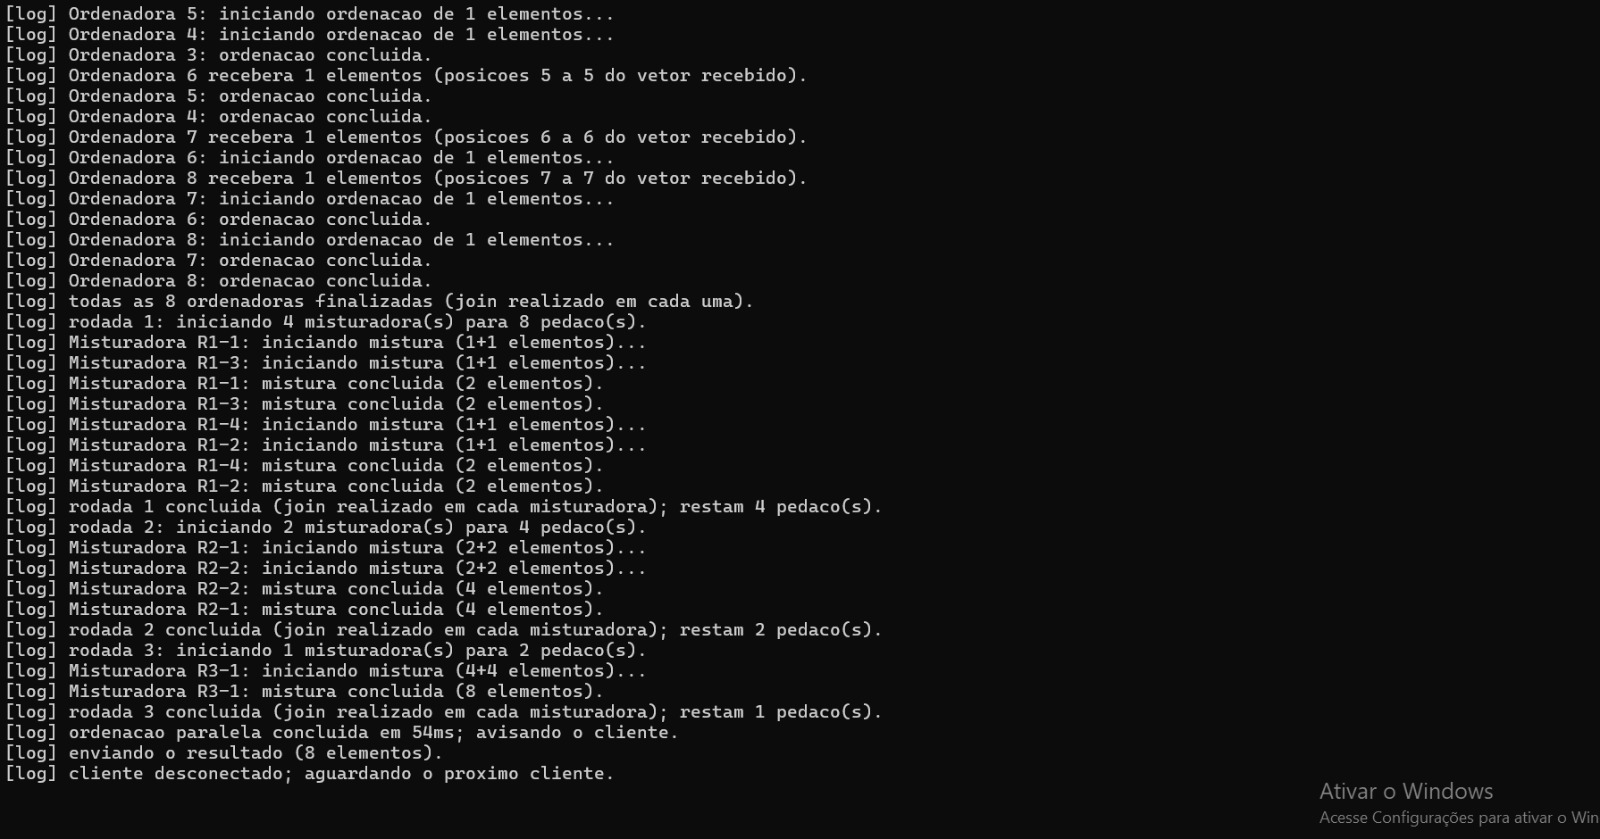 [log] Ordenadora 5: iniciando ordenacao de 1 elementos...
[log] Ordenadora 4: iniciando ordenacao de 1 elementos...
[log] Ordenadora 3: ordenacao concluida.
[log] Ordenadora 6 recebera 1 elementos (posicoes 5 a 5 do vetor recebido).
[log] Ordenadora 5: ordenacao concluida.
[log] Ordenadora 4: ordenacao concluida.
[log] Ordenadora 7 recebera 1 elementos (posicoes 6 a 6 do vetor recebido).
[log] Ordenadora 6: iniciando ordenacao de 1 elementos...
[log] Ordenadora 8 recebera 1 elementos (posicoes 7 a 7 do vetor recebido).
[log] Ordenadora 7: iniciando ordenacao de 1 elementos...
[log] Ordenadora 6: ordenacao concluida.
[log] Ordenadora 8: iniciando ordenacao de 1 elementos...
[log] Ordenadora 7: ordenacao concluida.
[log] Ordenadora 8: ordenacao concluida.
[log] todas as 8 ordenadoras finalizadas (join realizado em cada uma).
[log] rodada 1: iniciando 4 misturadora(s) para 8 pedaco(s).
[log] Misturadora R1-1: iniciando mistura (1+1 elementos)...
[log] Misturadora R1-3: iniciando mistura (1+1 elementos)...
[log] Misturadora R1-1: mistura concluida (2 elementos).
[log] Misturadora R1-3: mistura concluida (2 elementos).
[log] Misturadora R1-4: iniciando mistura (1+1 elementos)...
[log] Misturadora R1-2: iniciando mistura (1+1 elementos)...
[log] Misturadora R1-4: mistura concluida (2 elementos).
[log] Misturadora R1-2: mistura concluida (2 elementos).
[log] rodada 1 concluida (join realizado em cada misturadora); restam 4 pedaco(s).
[log] rodada 2: iniciando 2 misturadora(s) para 4 pedaco(s).
[log] Misturadora R2-1: iniciando mistura (2+2 elementos)...
[log] Misturadora R2-2: iniciando mistura (2+2 elementos)...
[log] Misturadora R2-2: mistura concluida (4 elementos).
[log] Misturadora R2-1: mistura concluida (4 elementos).
[log] rodada 2 concluida (join realizado em cada misturadora); restam 2 pedaco(s).
[log] rodada 3: iniciando 1 misturadora(s) para 2 pedaco(s).
[log] Misturadora R3-1: iniciando mistura (4+4 elementos)...
[log] Misturadora R3-1: mistura concluida (8 elementos).
[log] rodada 3 concluida (join realizado em cada misturadora); restam 1 pedaco(s).
[log] ordenacao paralela concluida em 54ms; avisando o cliente.
[log] enviando o resultado (8 elementos).
[log] cliente desconectado; aguardando o proximo cliente.
Ativar o Windows
Acesse Configurações para ativar o Win